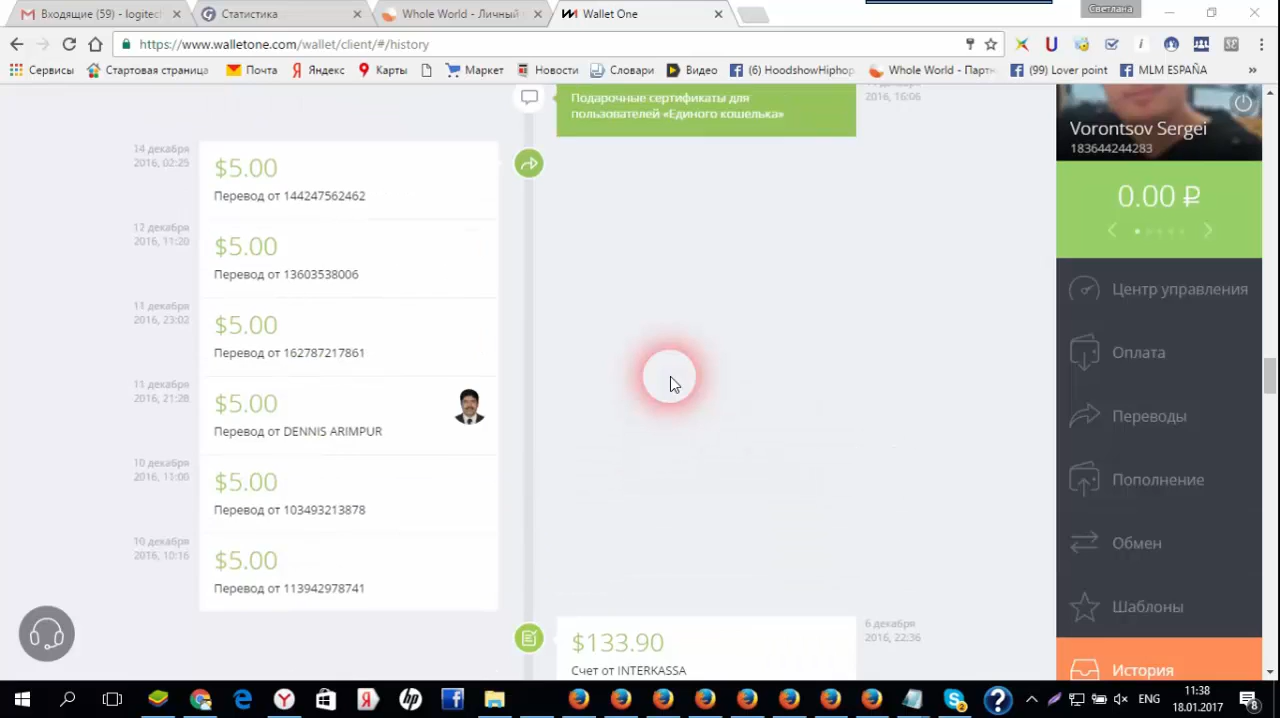 Входящие (59) - logitech
Статистика
Whole World - Личный
Wallet One
Светлана
https://www.walletone.com/wallet/client/#/history
Сервисы
Стартовая страница
Почта
Яндекс
Карты
Маркет
Новости
Словари
Видео
(6) HoodshowHiphop
Whole World - Партн
(99) Lover point
MLM ESPAÑA
»
Подарочные сертификаты для
пользователей «Единого кошелька»
2016, 16:06
14 декабря
2016, 02:25
$5.00
Перевод от 144247562462
12 декабря
2016, 11:20
$5.00
Перевод от 13603538006
11 декабря
2016, 23:02
$5.00
Перевод от 162787217861
11 декабря
2016, 21:28
$5.00
Перевод от DENNIS ARIMPUR
10 декабря
2016, 11:00
$5.00
Перевод от 103493213878
10 декабря
2016, 10:16
$5.00
Перевод от 113942978741
$133.90
Счет от INTERKASSA
6 декабря
2016, 22:36
Vorontsov Sergei
183644244283
0.00 ₽
Центр управления
Оплата
Переводы
Пополнение
Обмен
Шаблоны
История
ENG
11:38
18.01.2017